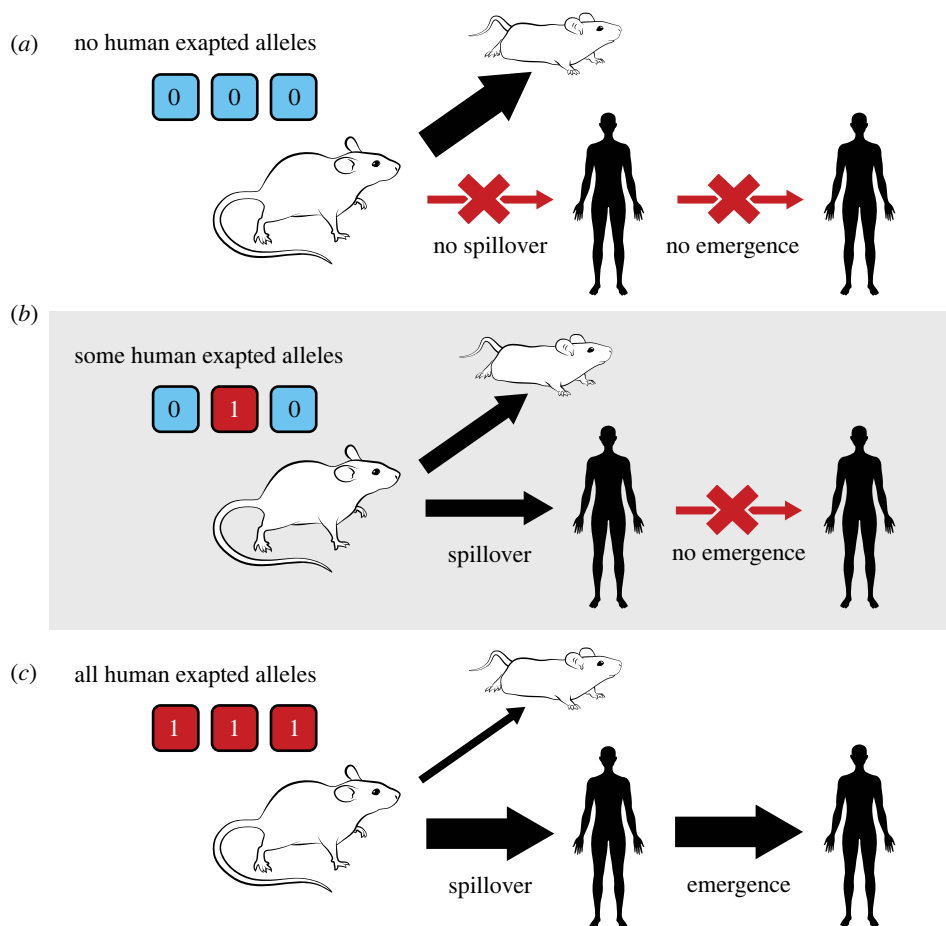 (a) no human exapted alleles
0 0 0
no spillover no emergence
(b)
some human exapted alleles
0 1 0
spillover no emergence
(c) all human exapted alleles
1 1 1
spillover emergence